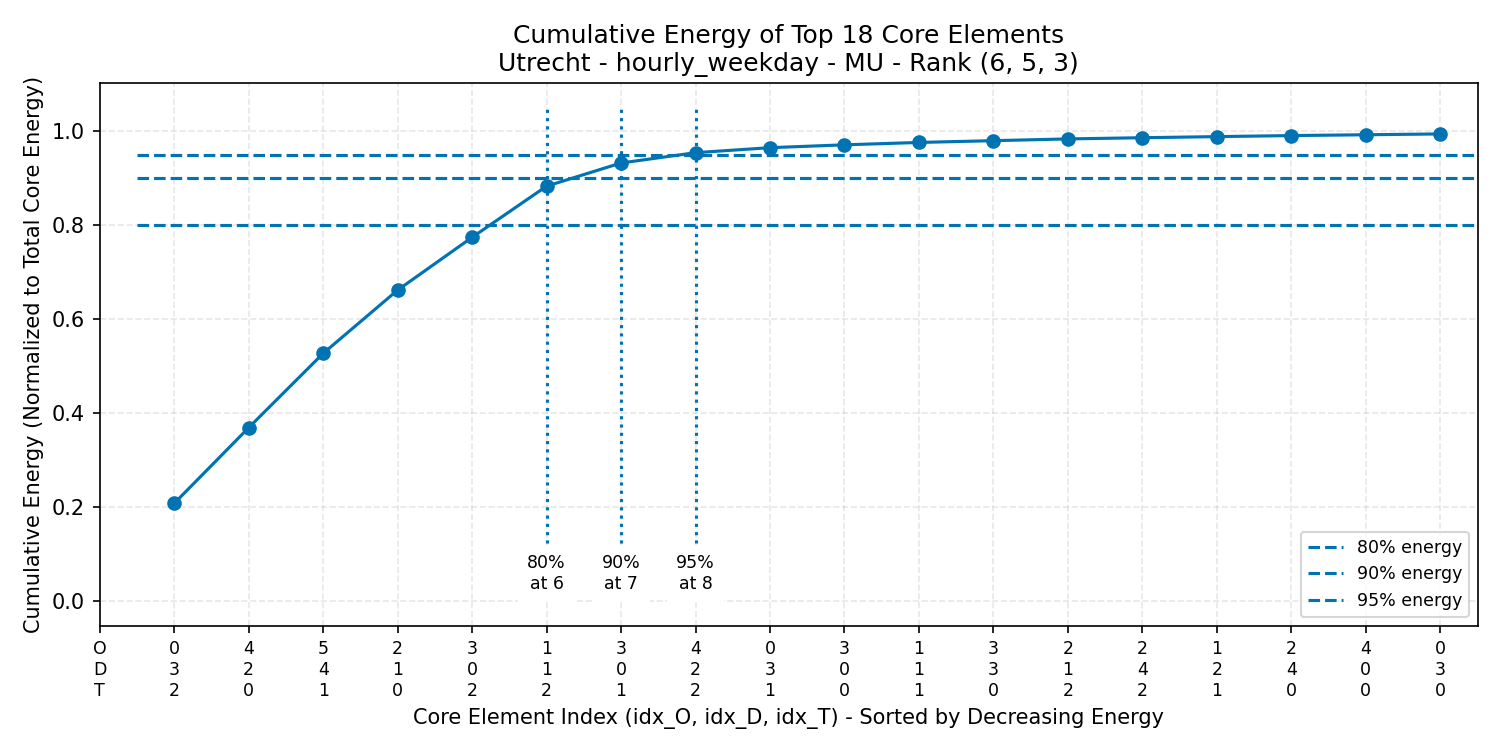 Cumulative Energy of Top 18 Core Elements
Utrecht - hourly_weekday - MU - Rank (6, 5, 3)
Cumulative Energy (Normalized to Total Core Energy)
1.0
0.8
0.6
0.4
0.2
0.0
80%
at 6
90%
at 7
95%
at 8
80% energy
90% energy
95% energy
O 0 4 5 2 3 1 3 4 0 3 1 3 2 2 1 2 4 0
D 3 2 4 1 0 1 0 2 3 0 1 3 1 4 2 4 0 3
T 2 0 1 0 2 2 1 2 1 0 1 0 2 2 1 0 0 0
Core Element Index (idx_O, idx_D, idx_T) - Sorted by Decreasing Energy